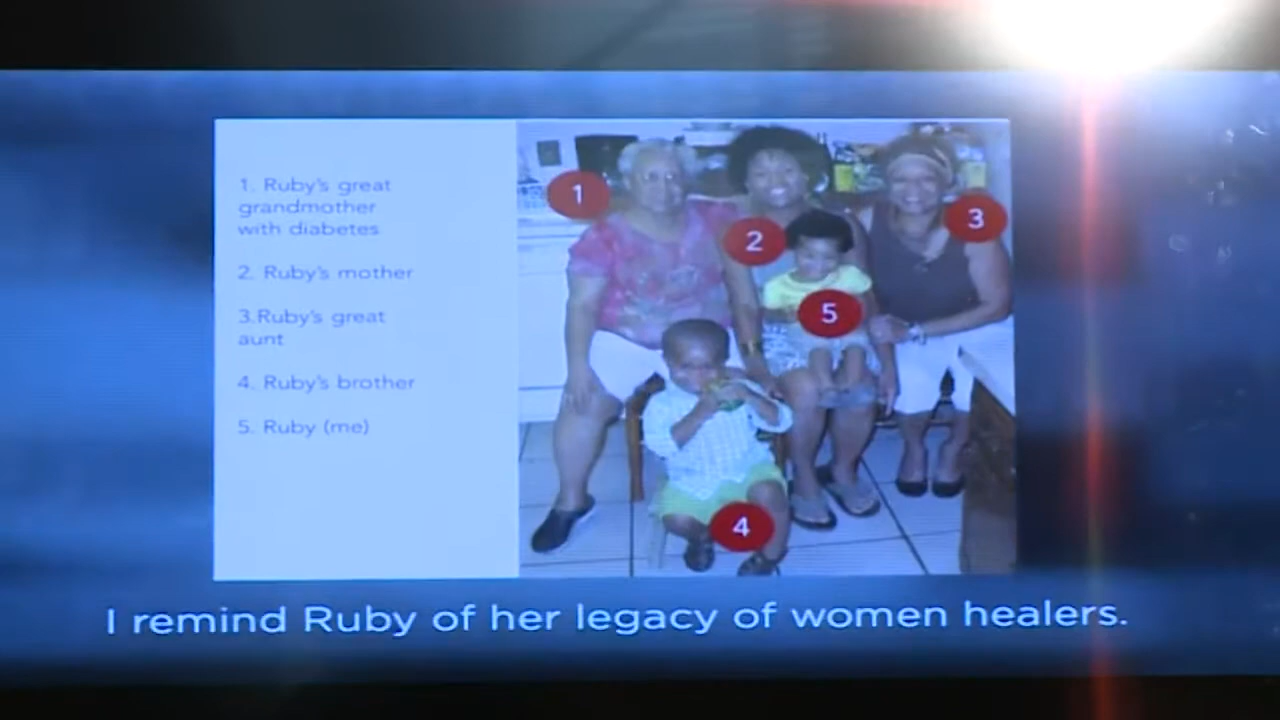 1. Ruby's great
grandmother
with diabetes
2. Ruby's mother
3.Ruby's great
aunt
4. Ruby's brother
5. Ruby (me)
1
2
3
5
4
I remind Ruby of her legacy of women healers.